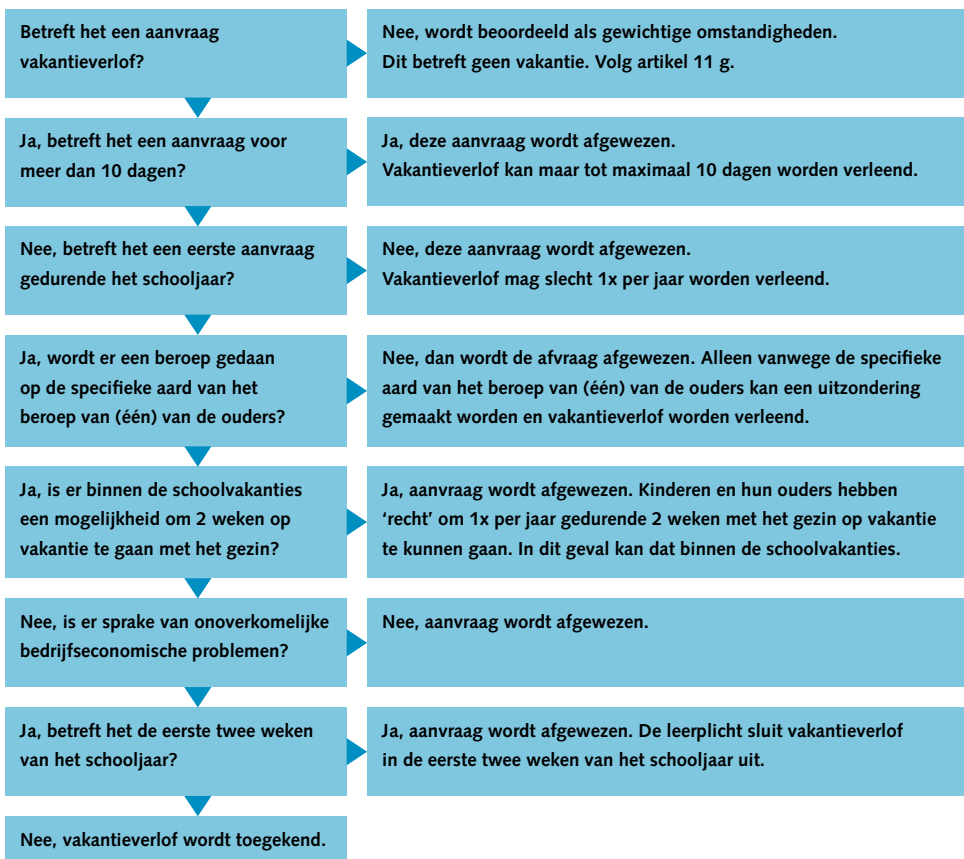 Betreft het een aanvraag
vakantieverlof?
Nee, wordt beoordeeld als gewichtige omstandigheden.
Dit betreft geen vakantie. Volg artikel 11 g.
Ja, betreft het een aanvraag voor
meer dan 10 dagen?
Ja, deze aanvraag wordt afgewezen.
Vakantieverlof kan maar tot maximaal 10 dagen worden verleend.
Nee, betreft het een eerste aanvraag
gedurende het schooljaar?
Nee, deze aanvraag wordt afgewezen.
Vakantieverlof mag slecht 1x per jaar worden verleend.
Ja, wordt er een beroep gedaan
op de specifieke aard van het
beroep van (één) van de ouders?
Nee, dan wordt de afvraag afgewezen. Alleen vanwege de specifieke
aard van het beroep van (één) van de ouders kan een uitzondering
gemaakt worden en vakantieverlof worden verleend.
Ja, is er binnen de schoolvakanties
een mogelijkheid om 2 weken op
vakantie te gaan met het gezin?
Ja, aanvraag wordt afgewezen. Kinderen en hun ouders hebben
‘recht’ om 1x per jaar gedurende 2 weken met het gezin op vakantie
te kunnen gaan. In dit geval kan dat binnen de schoolvakanties.
Nee, is er sprake van onoverkomelijke
bedrijfseconomische problemen?
Nee, aanvraag wordt afgewezen.
Ja, betreft het de eerste twee weken
van het schooljaar?
Ja, aanvraag wordt afgewezen. De leerplicht sluit vakantieverlof
in de eerste twee weken van het schooljaar uit.
Nee, vakantieverlof wordt toegekend.